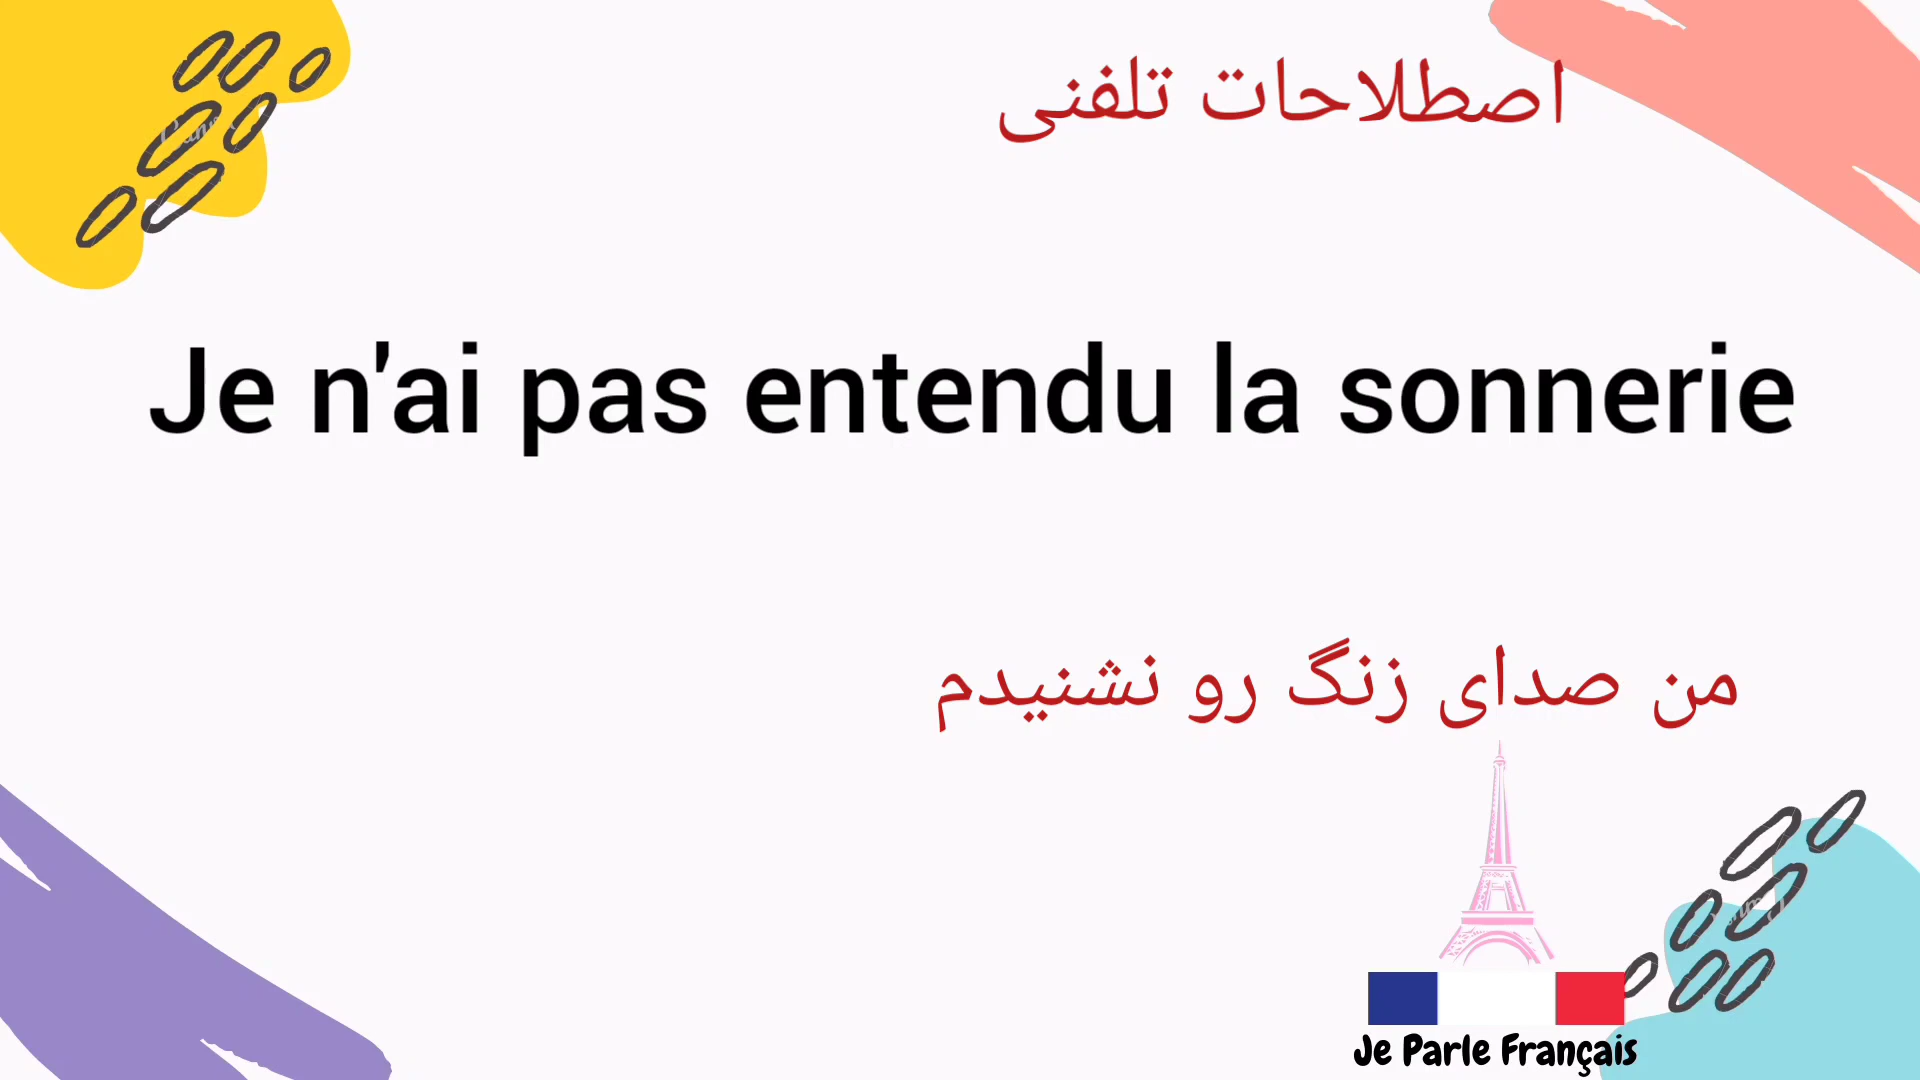 اصطلاحات تلفنی
Je n'ai pas entendu la sonnerie
من صدای زنگ رو نشنیدم
Je Parle Français